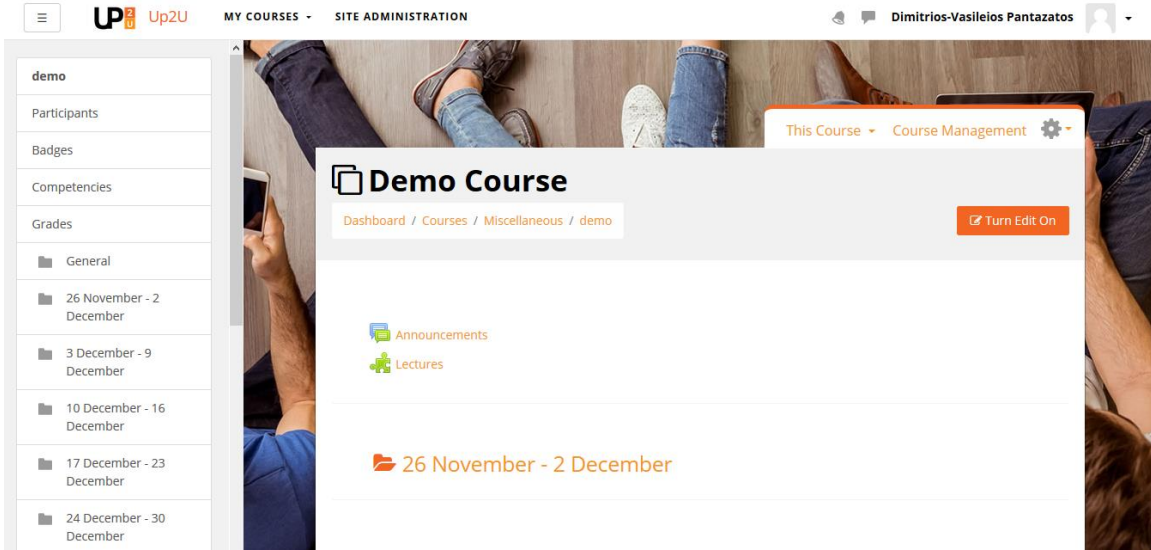 UP2U Up2U MY COURSES SITE ADMINISTRATION Dimitrios-Vasileios Pantazatos
demo
Participants
Badges
Competencies
Grades
General
26 November - 2
December
3 December - 9
December
10 December - 16
December
17 December - 23
December
24 December - 30
December
This Course Course Management
Demo Course
Dashboard / Courses / Miscellaneous / demo
Turn Edit On
Announcements
Lectures
26 November - 2 December